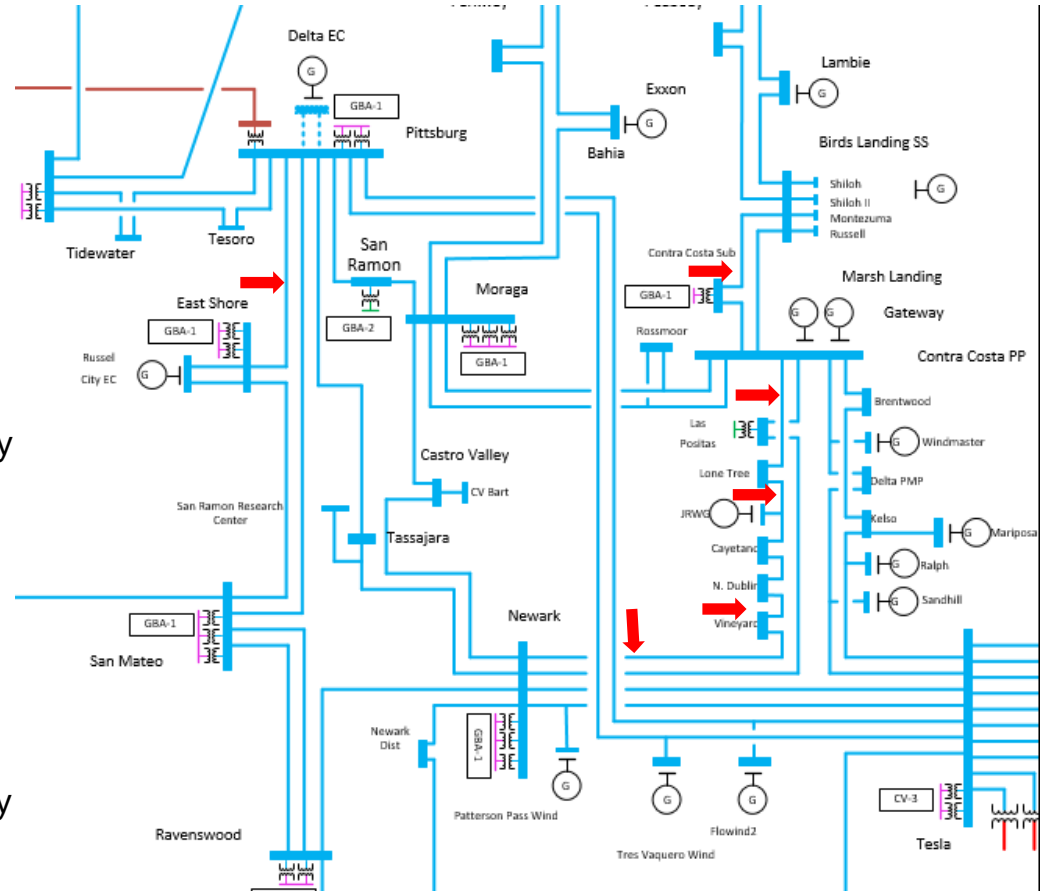 Delta EC
G
GBA-1
Pittsburg
Exxon
G
Bahia
Lambie
G
Birds Landing SS
Shiloh
Shiloh II
Montezuma
Russell
G
Tidewater
Tesoro
San
Ramon
GBA-2
Moraga
GBA-1
Contra Costa Sub
GBA-1
Rossmoor
Marsh Landing
G
G
Gateway
Contra Costa PP
East Shore
GBA-1
Russel
City EC
G
y
Las
Positas
Brentwood
G
Windmaster
Castro Valley
CV Bart
Lone Tree
Delta PMP
San Ramon Research
Center
JRWG
Kelso
G
Mariposa
Tassajara
Cayetano
G
Ralph
N. Dublin
G
Sandhill
GBA-1
San Mateo
Newark
Vineyard
Newark
Dist
GBA-1
G
Patterson Pass Wind
G
Tres Vaquero Wind
G
Flowind2
CV-3
Tesla
y
Ravenswood